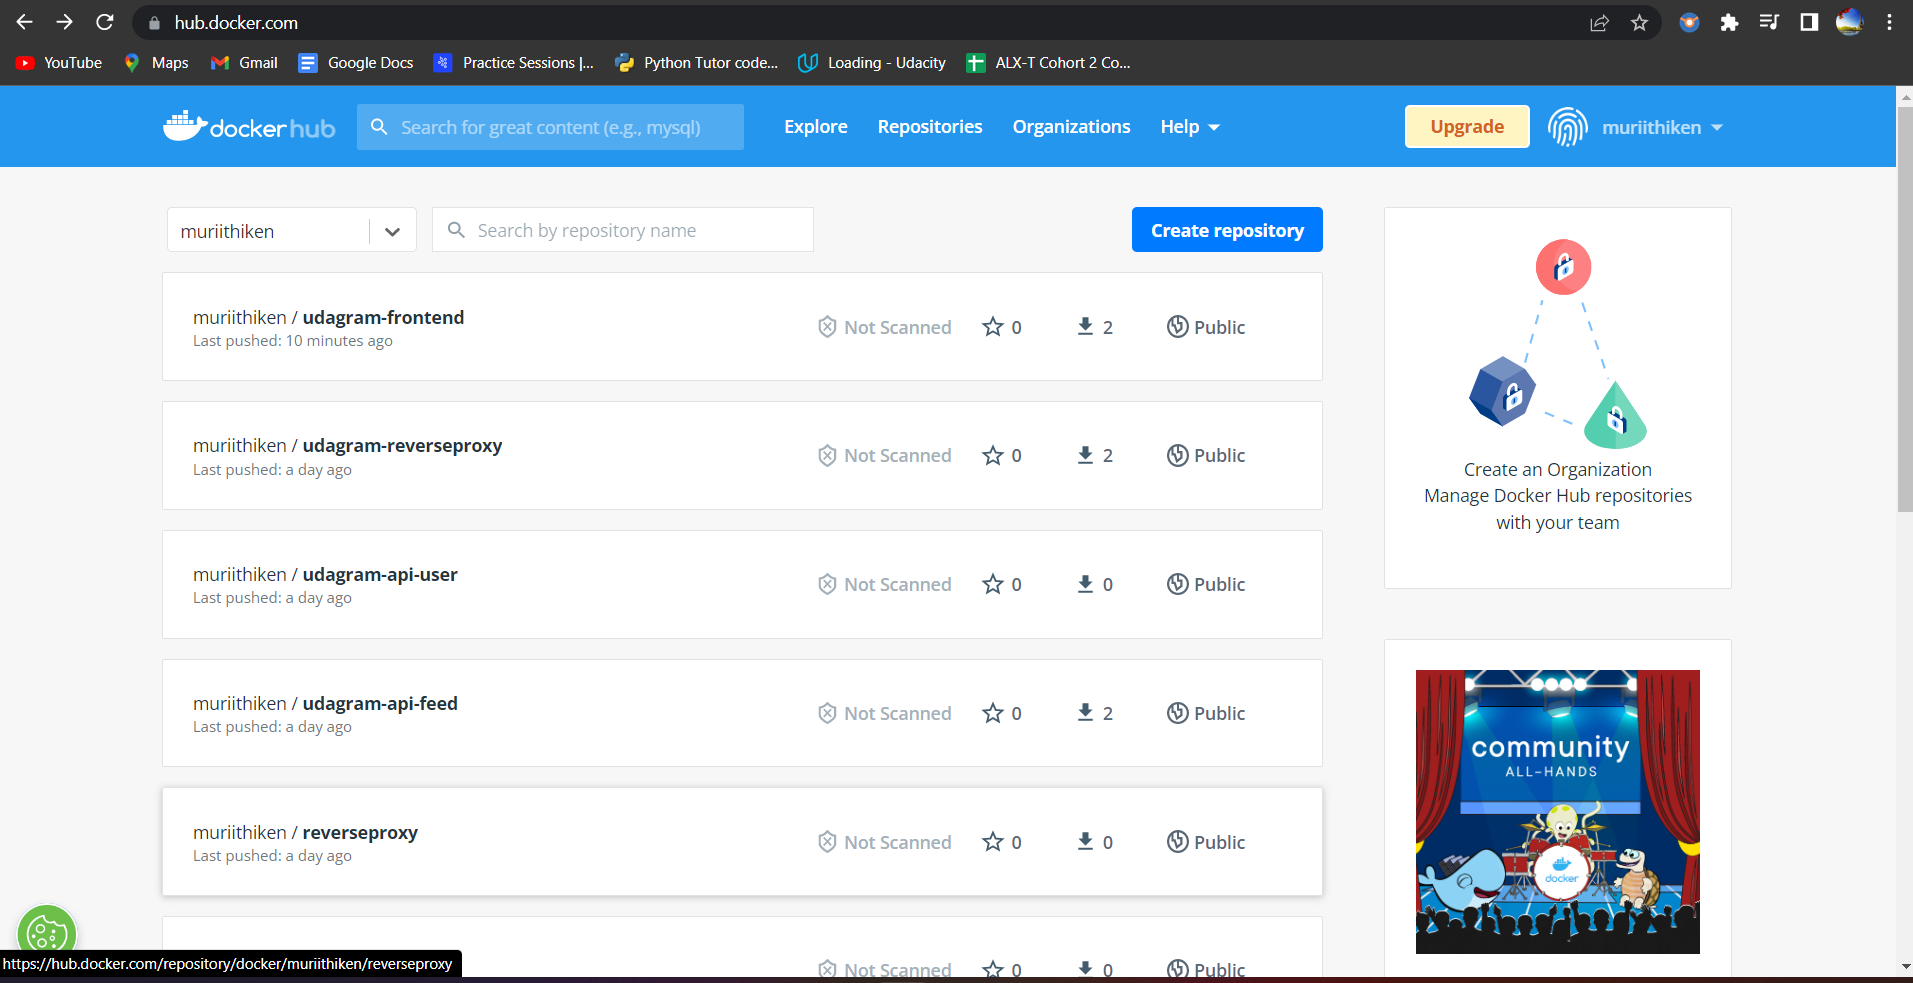 hub.docker.com
YouTube Maps Gmail Google Docs Practice Sessions |... Python Tutor code... Loading - Udacity ALX-T Cohort 2 Co...
docker hub Search for great content (e.g., mysql) Explore Repositories Organizations Help Upgrade muriithiken
muriithiken Search by repository name Create repository
muriithiken / udagram-frontend Not Scanned 0 2 Public
Last pushed: 10 minutes ago
muriithiken / udagram-reverseproxy Not Scanned 0 2 Public
Last pushed: a day ago
muriithiken / udagram-api-user Not Scanned 0 0 Public
Last pushed: a day ago
muriithiken / udagram-api-feed Not Scanned 0 2 Public
Last pushed: a day ago
muriithiken / reverseproxy Not Scanned 0 0 Public
Last pushed: a day ago
Not Scanned 0 0 Public
Create an Organization
Manage Docker Hub repositories
with your team
community
ALL-HANDS
docker
https://hub.docker.com/repository/docker/muriithiken/reverseproxy